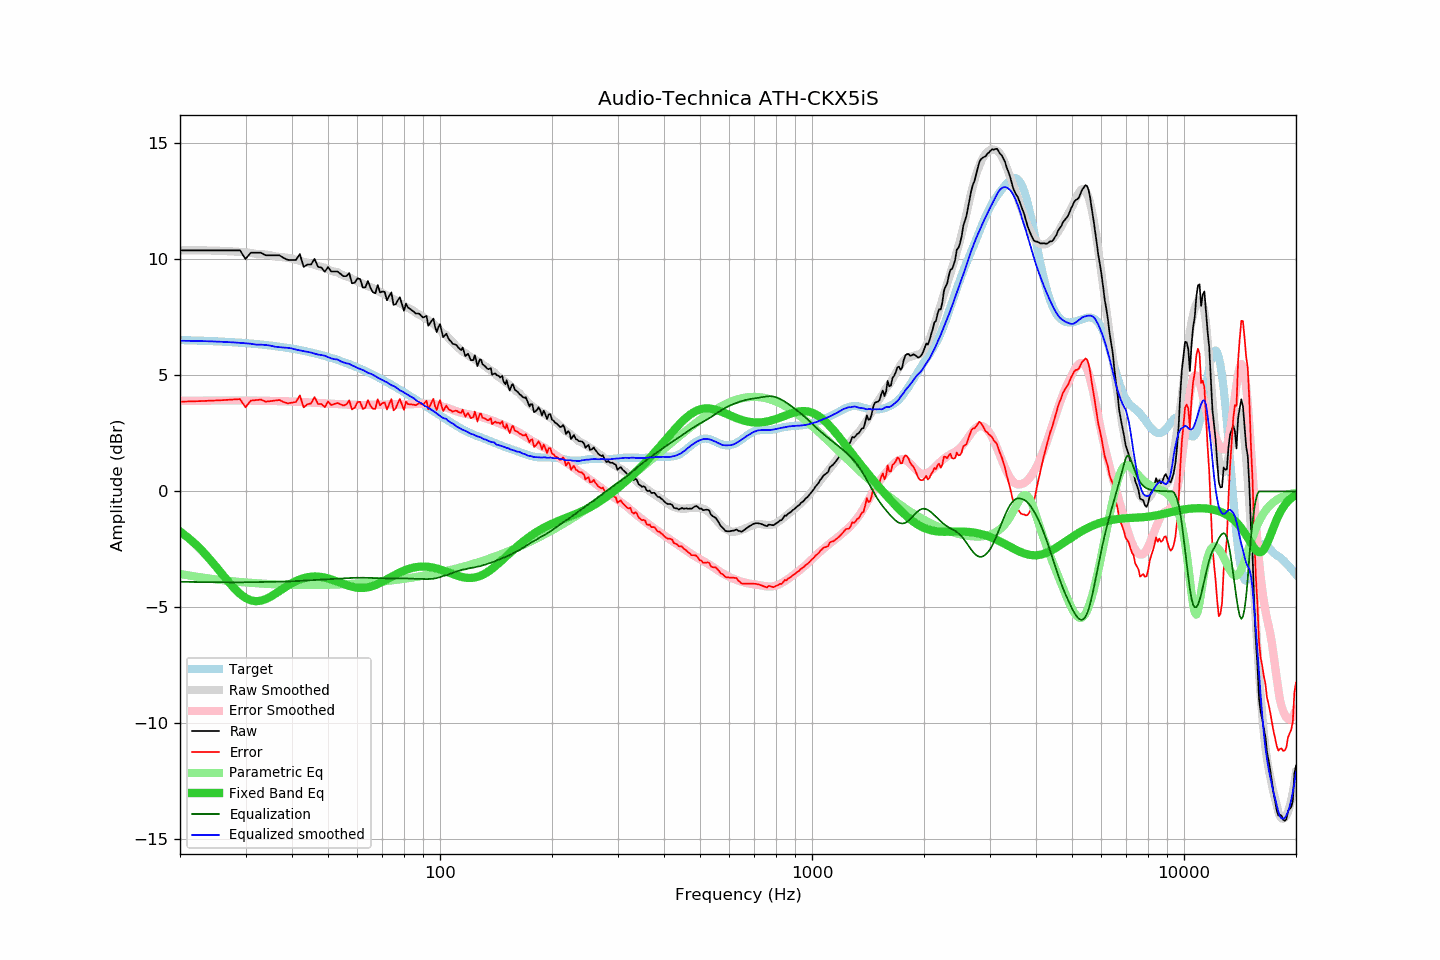 Audio-Technica ATH-CKX5iS
15
10
5
0
−5
−10
−15
Amplitude (dBr)
Target
Raw Smoothed
Error Smoothed
Raw
Error
Parametric Eq
Fixed Band Eq
Equalization
Equalized smoothed
100
1000
10000
Frequency (Hz)